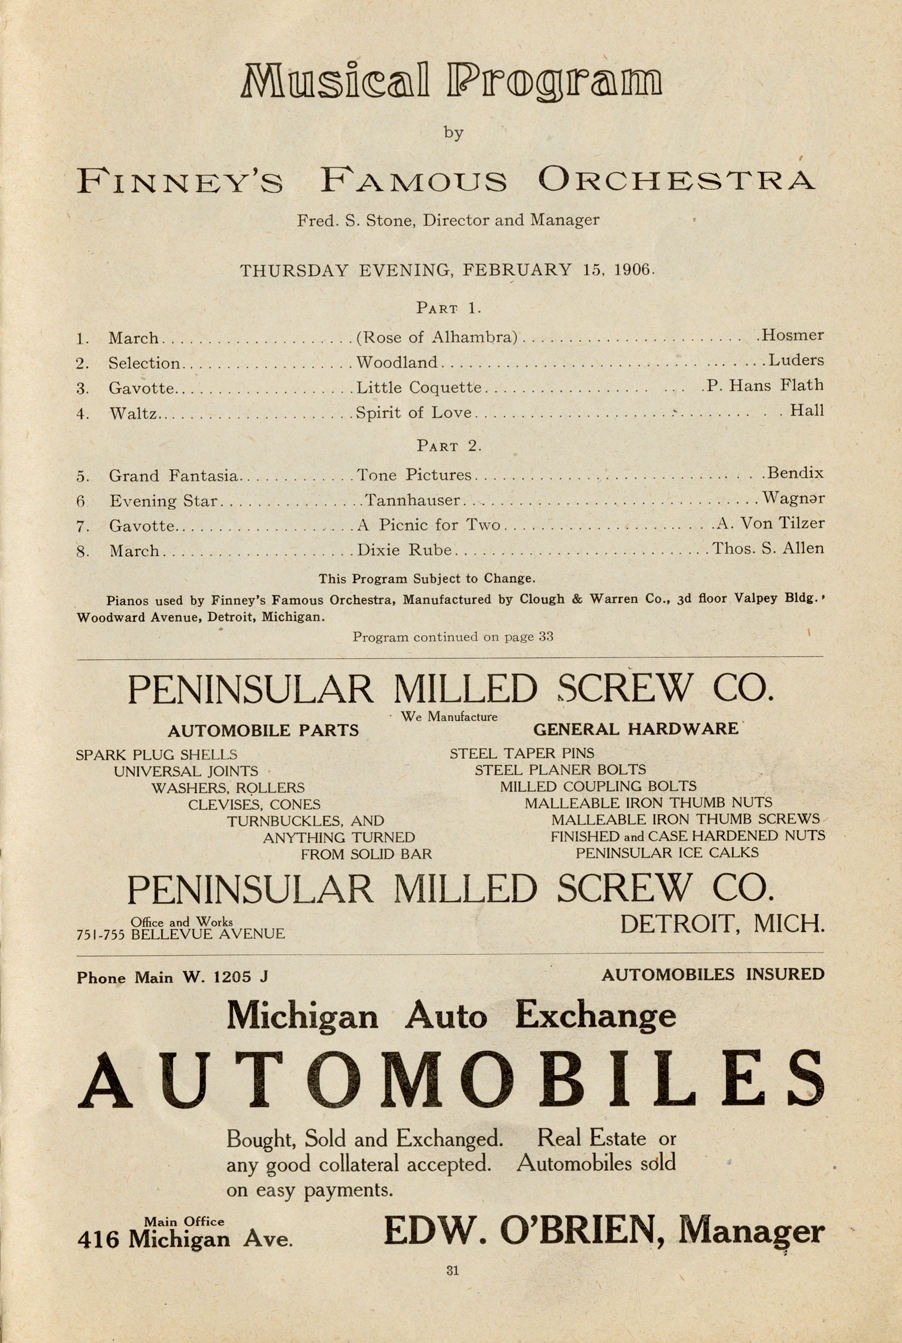 Musical Program
by
FINNEY'S FAMOUS ORCHESTRA
Fred. S. Stone, Director and Manager
THURSDAY EVENING, FEBRUARY 15, 1906.
PART 1.
1. March.................(Rose of Alhambra)..................Hosmer
2. Selection.................Woodland..................Luders
3. Gavotte.................Little Coquette..................P. Hans Flath
4. Waltz.................Spirit of Love..................Hall
PART 2.
5. Grand Fantasia............Tone Pictures..................Bendix
6 Evening Star..............Tannhauser..................Wagnər
7. Gavotte.................A Picnic for Two..................A. Von Tilzer
8. March.................Dixie Rube..................Thos. S. Allen
This Program Subject to Change.
Pianos used by Finney's Famous Orchestra, Manufactured by Clough & Warren Co., 3d floor Valpey Bldg.,
Woodward Avenue, Detroit, Michigan.
Program continued on page 33
PENINSULAR MILLED SCREW CO.
We Manufacture
AUTOMOBILE PARTS
SPARK PLUG SHELLS
UNIVERSAL JOINTS
WASHERS, ROLLERS
CLEVISES, CONES
TURNBUCKLES, AND
ANYTHING TURNED
FROM SOLID BAR
GENERAL HARDWARE
STEEL TAPER PINS
STEEL PLANER BOLTS
MILLED COUPLING BOLTS
MALLEABLE IRON THUMB NUTS
MALLEABLE IRON THUMB SCREWS
FINISHED and CASE HARDENED NUTS
PENINSULAR ICE CALKS
PENINSULAR MILLED SCREW CO.
Office and Works
751-755 BELLEVUE AVENUE
DETROIT, MICH.
Phone Main W. 1205 J
AUTOMOBILES INSURED
Michigan Auto Exchange
AUTOMOBILES
Bought, Sold and Exchanged. Real Estate or
any good collateral accepted. Automobiles sold
on easy payments.
Main Office
416 Michigan Ave.
EDW. O'BRIEN, Manager
31